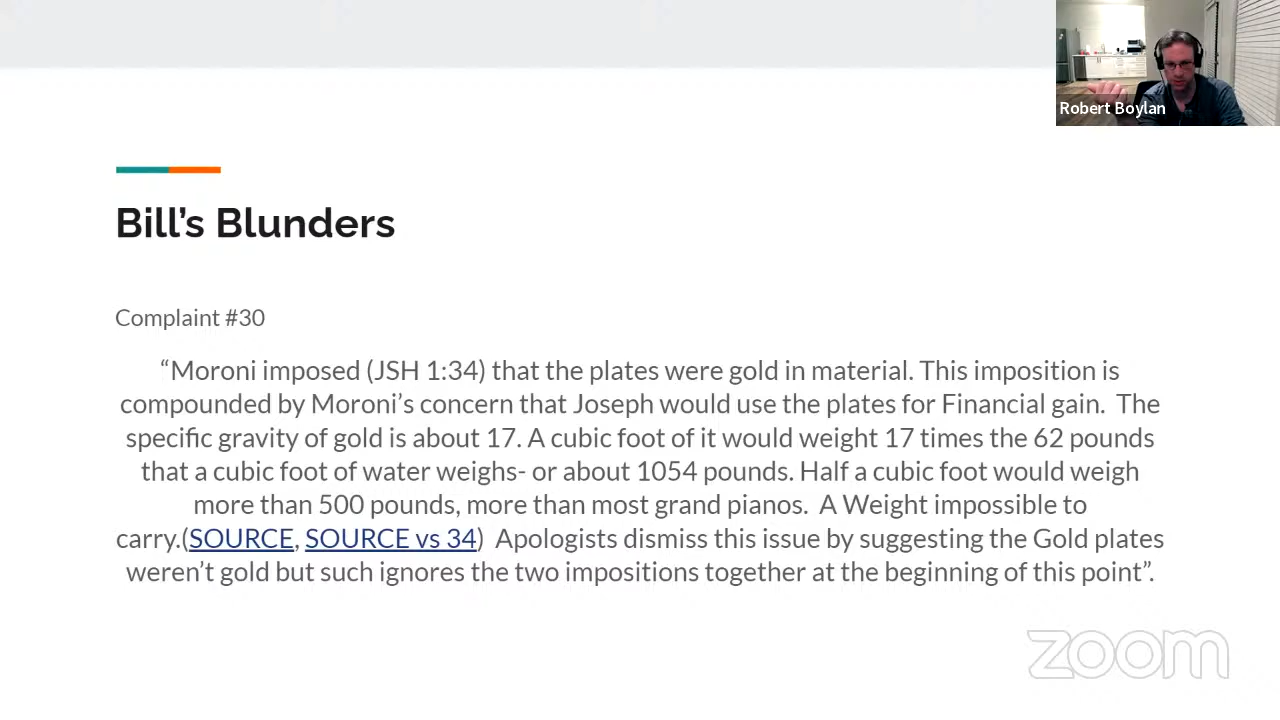 Robert Boylan
Bill's Blunders
Complaint #30
“Moroni imposed (JSH 1:34) that the plates were gold in material. This imposition is
compounded by Moroni’s concern that Joseph would use the plates for Financial gain.  The
specific gravity of gold is about 17. A cubic foot of it would weight 17 times the 62 pounds
that a cubic foot of water weighs- or about 1054 pounds. Half a cubic foot would weigh
more than 500 pounds, more than most grand pianos.  A Weight impossible to
carry.(SOURCE, SOURCE vs 34)  Apologists dismiss this issue by suggesting the Gold plates
weren’t gold but such ignores the two impositions together at the beginning of this point”.
zoom